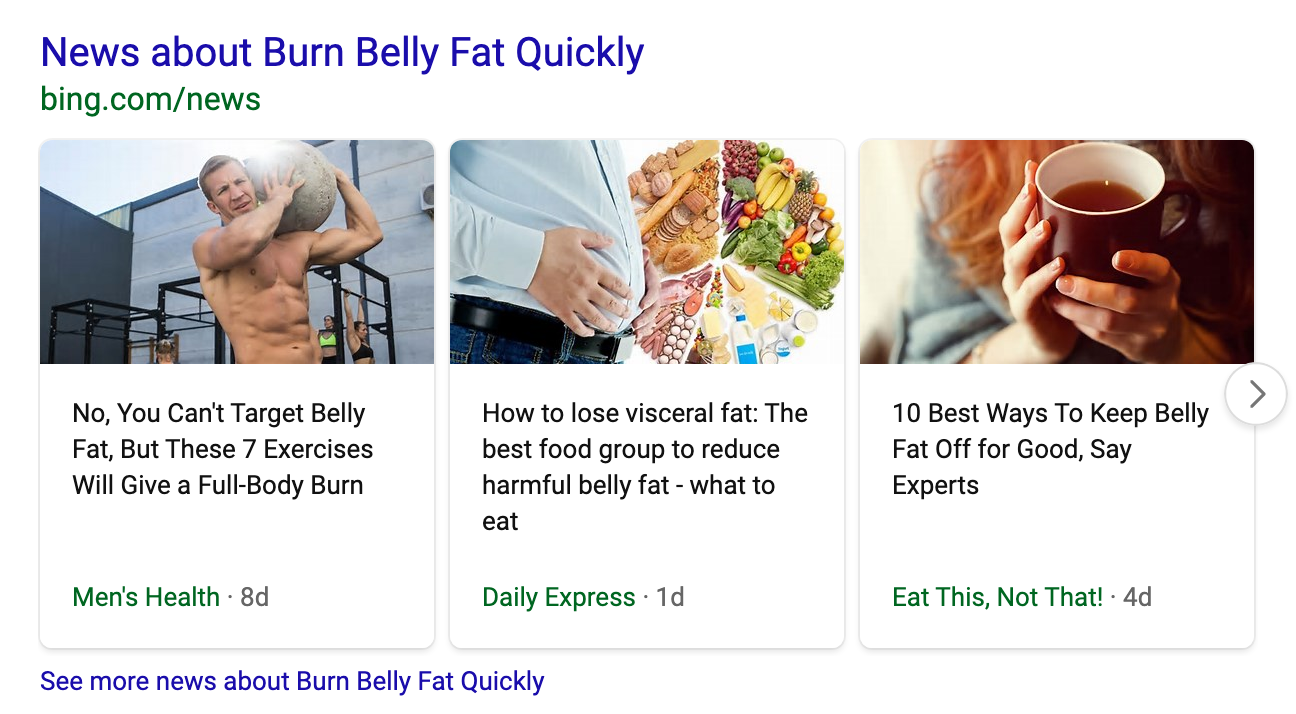 News about Burn Belly Fat Quickly
bing.com/news
No, You Can't Target Belly
Fat, But These 7 Exercises
Will Give a Full-Body Burn
Men's Health · 8d
How to lose visceral fat: The
best food group to reduce
harmful belly fat - what to
eat
Daily Express · 1d
10 Best Ways To Keep Belly
Fat Off for Good, Say
Experts
Eat This, Not That! · 4d
See more news about Burn Belly Fat Quickly